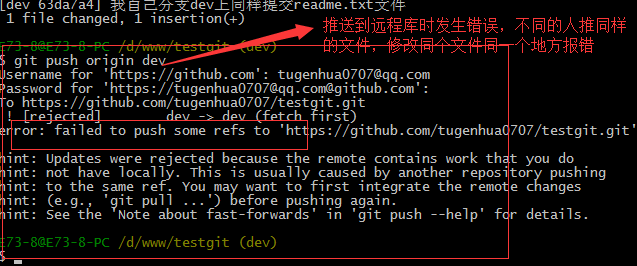 [dev 63da7a4] 我自己分支dev上同样提交readme.txt文件
1 file changed, 1 insertion(+)
推送到远程库时发生错误,不同的人推同样
的文件,修改同个文件同一个地方报错
E73-8@E73-8-PC /d/www/testgit (dev)
$ git push origin dev
Username for 'https://github.com': tugenhua0707@qq.com
Password for 'https://tugenhua0707@qq.com@github.com':
To https://github.com/tugenhua0707/testgit.git
! [rejected] dev -> dev (fetch first)
error: failed to push some refs to 'https://github.com/tugenhua0707/testgit.git'
hint: Updates were rejected because the remote contains work that you do
hint: not have locally. This is usually caused by another repository pushing
hint: to the same ref. You may want to first integrate the remote changes
hint: (e.g., 'git pull ...') before pushing again.
hint: See the 'Note about fast-forwards' in 'git push --help' for details.
E73-8@E73-8-PC /d/www/testgit (dev)
$